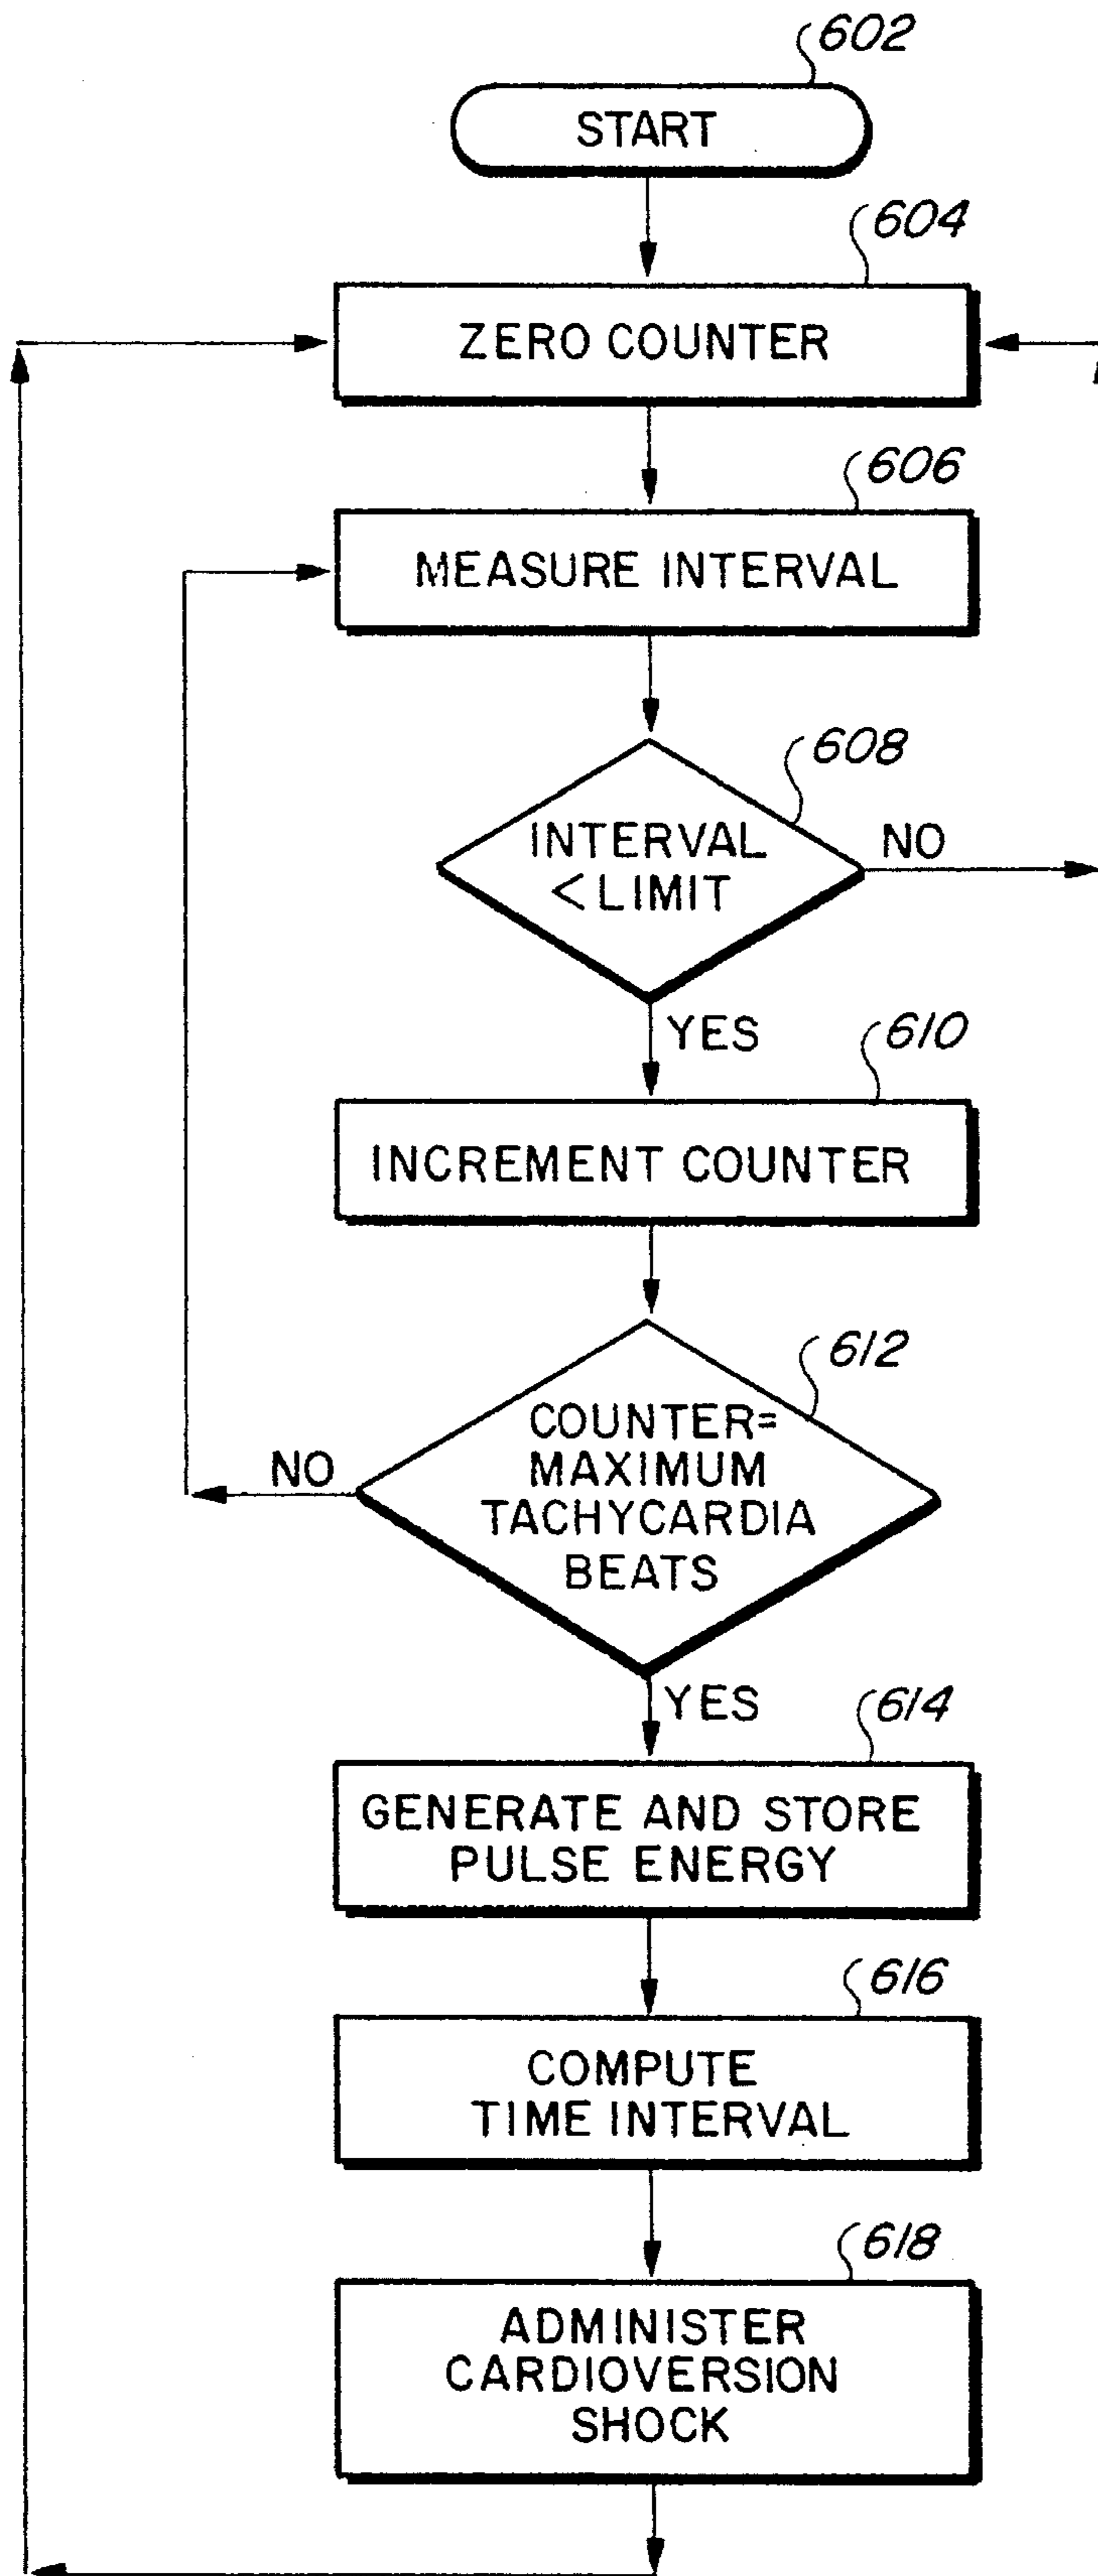 602
START
604
ZERO COUNTER
606
MEASURE INTERVAL
608
INTERVAL
< LIMIT
NO
YES
610
INCREMENT COUNTER
612
COUNTER=
MAXIMUM
TACHYCARDIA
BEATS
NO
YES
614
GENERATE AND STORE
PULSE ENERGY
616
COMPUTE
TIME INTERVAL
618
ADMINISTER
CARDIOVERSION
SHOCK